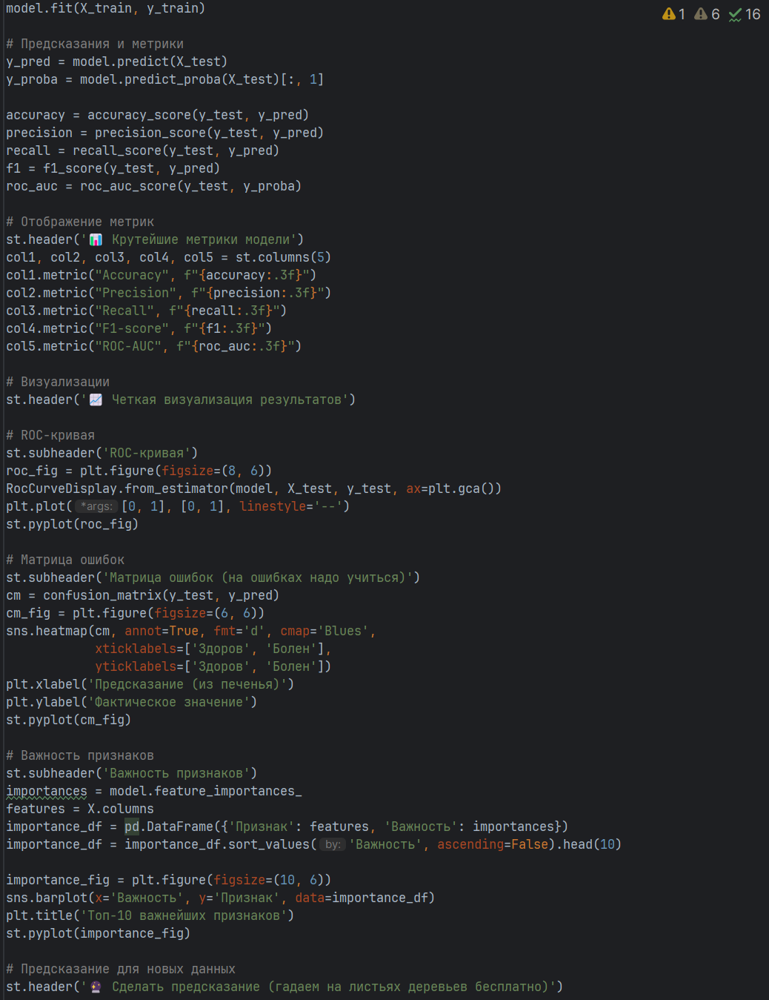 model.fit(X_train, y_train)
1 6 16
# Предсказания и метрики
y_pred = model.predict(X_test)
y_proba = model.predict_proba(X_test)[:, 1]
accuracy = accuracy_score(y_test, y_pred)
precision = precision_score(y_test, y_pred)
recall = recall_score(y_test, y_pred)
f1 = f1_score(y_test, y_pred)
roc_auc = roc_auc_score(y_test, y_proba)
# Отображение метрик
st.header('📊 Крутейшие метрики модели')
col1, col2, col3, col4, col5 = st.columns(5)
col1.metric("Accuracy", f"{accuracy:.3f}")
col2.metric("Precision", f"{precision:.3f}")
col3.metric("Recall", f"{recall:.3f}")
col4.metric("F1-score", f"{f1:.3f}")
col5.metric("ROC-AUC", f"{roc_auc:.3f}")
# Визуализации
st.header('📈 Четкая визуализация результатов')
# ROC-кривая
st.subheader('ROC-кривая')
roc_fig = plt.figure(figsize=(8, 6))
RocCurveDisplay.from_estimator(model, X_test, y_test, ax=plt.gca())
plt.plot( *args: [0, 1], [0, 1], linestyle='--')
st.pyplot(roc_fig)
# Матрица ошибок
st.subheader('Матрица ошибок (на ошибках надо учиться)')
cm = confusion_matrix(y_test, y_pred)
cm_fig = plt.figure(figsize=(6, 6))
sns.heatmap(cm, annot=True, fmt='d', cmap='Blues',
xticklabels=['Здоров', 'Болен'],
yticklabels=['Здоров', 'Болен'])
plt.xlabel('Предсказание (из печенья)')
plt.ylabel('Фактическое значение')
st.pyplot(cm_fig)
# Важность признаков
st.subheader('Важность признаков')
importances = model.feature_importances_
features = X.columns
importance_df = pd.DataFrame({'Признак': features, 'Важность': importances})
importance_df = importance_df.sort_values( by: 'Важность', ascending=False).head(10)
importance_fig = plt.figure(figsize=(10, 6))
sns.barplot(x='Важность', y='Признак', data=importance_df)
plt.title('Топ-10 важнейших признаков')
st.pyplot(importance_fig)
# Предсказание для новых данных
st.header('🔮 Сделать предсказание (гадаем на листьях деревьев бесплатно)')